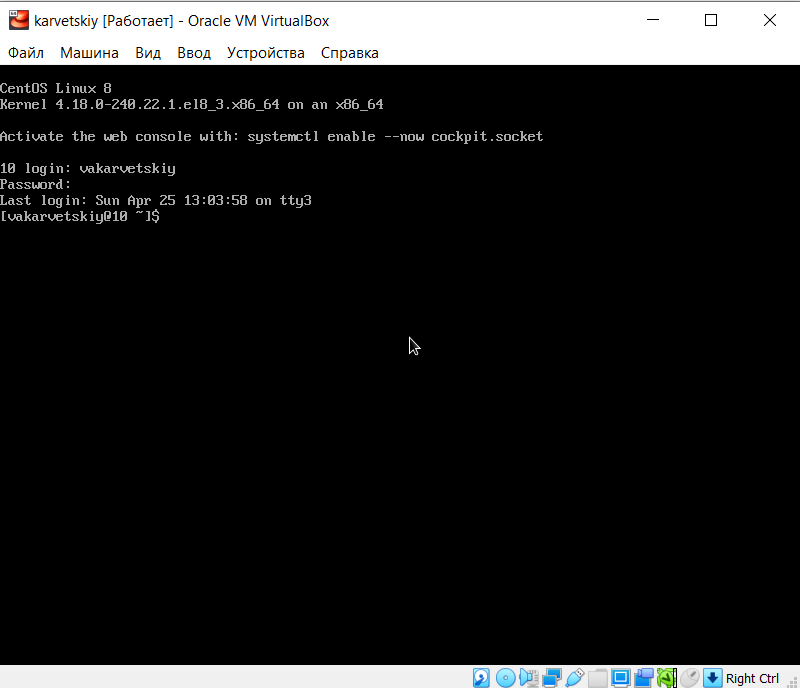 karvetskiy [Работает] - Oracle VM VirtualBox
Файл Машина Вид Ввод Устройства Справка
CentOS Linux 8
Kernel 4.18.0-240.22.1.el8_3.x86_64 on an x86_64
Activate the web console with: systemctl enable --now cockpit.socket
10 login: vakarvetskiy
Password:
Last login: Sun Apr 25 13:03:58 on tty3
[vakarvetskiy@10 ~]$
Right Ctrl